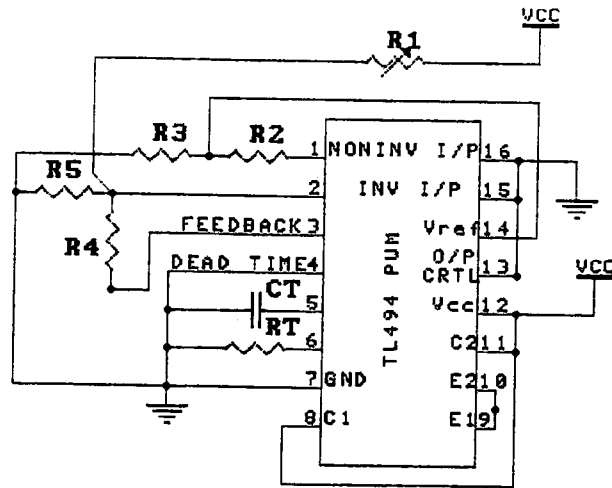 VCC
R1
R3 R2
1 NONINV I/P 16
R5
2 INV I/P 15
FEEDBACK 3
Vref 14
R4
DEAD TIME 4
O/P
CRTL 13
VCC
CT
5
Vcc 12
RT
6
C2 11
TL494 PUM
7 GND
E2 10
8 C1
E1 9